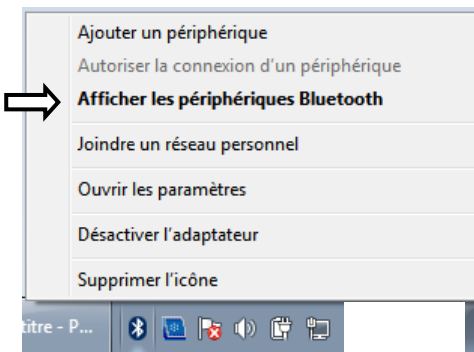 Ajouter un périphérique
Autoriser la connexion d'un périphérique
Afficher les périphériques Bluetooth
Joindre un réseau personnel
Ouvrir les paramètres
Désactiver l'adaptateur
Supprimer l'icône
titre - P...